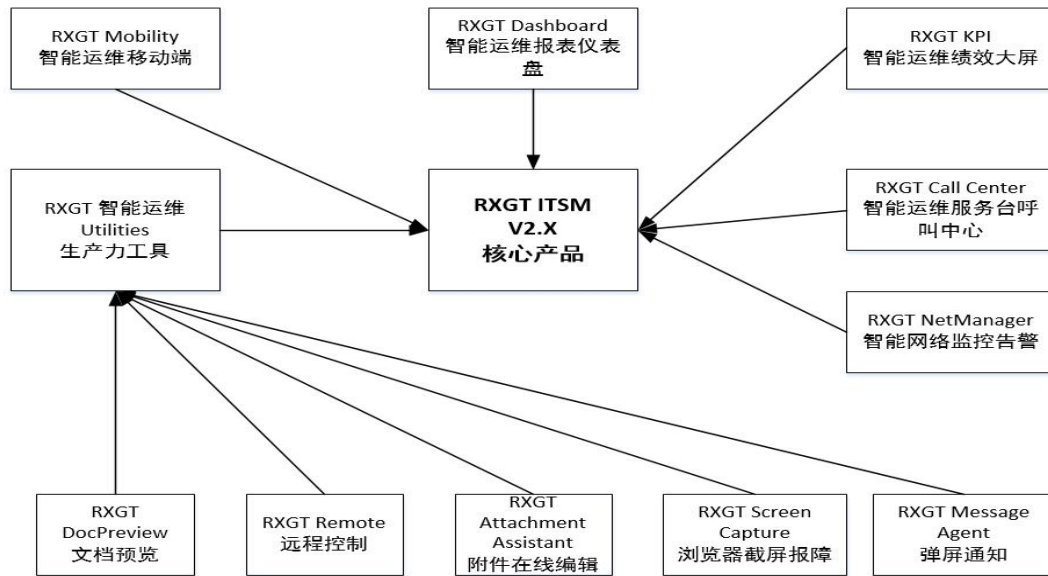 RXGT Mobility
智能运维移动端
RXGT Dashboard
智能运维报表仪表
盘
RXGT KPI
智能运维绩效大屏
RXGT 智能运维
Utilities
生产力工具
RXGT ITSM
V2.X
核心产品
RXGT Call Center
智能运维服务台呼
叫中心
RXGT NetManager
智能网络监控告警
RXGT
DocPreview
文档预览
RXGT Remote
远程控制
RXGT
Attachment
Assistant
附件在线编辑
RXGT Screen
Capture
浏览器截屏报障
RXGT Message
Agent
弹屏通知